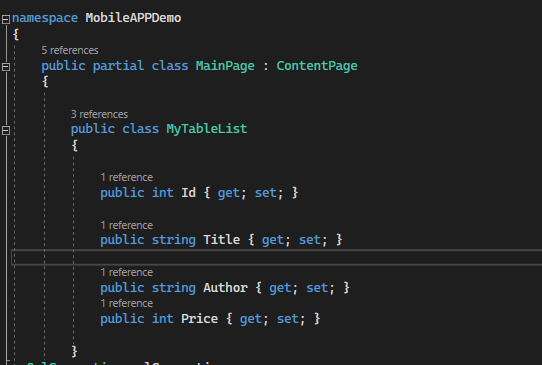 namespace MobileAPPDemo
{
5 references
public partial class MainPage : ContentPage
{
3 references
public class MyTableList
{
1 reference
public int Id { get; set; }
1 reference
public string Title { get; set; }
1 reference
public string Author { get; set; }
1 reference
public int Price { get; set; }
}